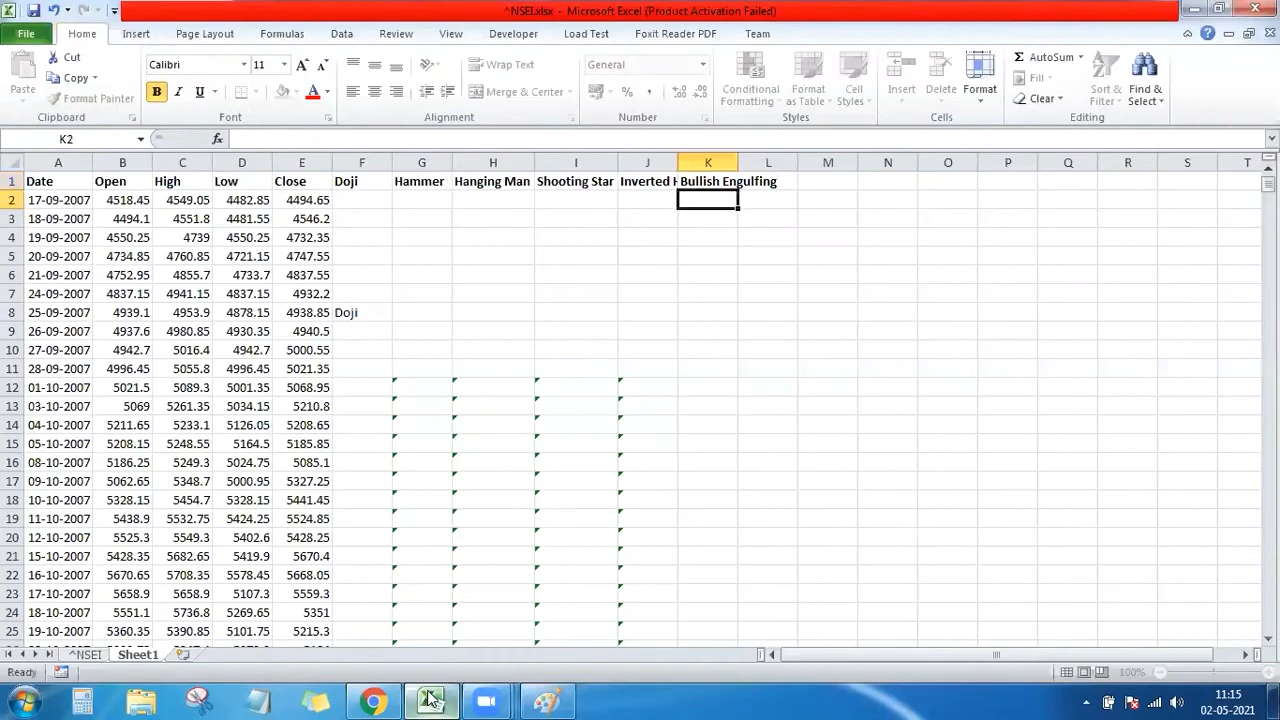 ^NSEI.xlsx - Microsoft Excel (Product Activation Failed)
File Home Insert Page Layout Formulas Data Review View Developer Load Test Foxit Reader PDF Team
Paste Cut Copy Format Painter Clipboard
Calibri 11 B I U A Font
Wrap Text Merge & Center Alignment
General % , Number
Conditional Formatting Format as Table Cell Styles Styles
Insert Delete Format Cells
Σ AutoSum Fill Clear Sort & Filter Find & Select Editing
K2 fx
A B C D E F G H I J K L M N O P Q R S T
1 Date Open High Low Close Doji Hammer Hanging Man Shooting Star Inverted H Bullish Engulfing
2 17-09-2007 4518.45 4549.05 4482.85 4494.65
3 18-09-2007 4494.1 4551.8 4481.55 4546.2
4 19-09-2007 4550.25 4739 4550.25 4732.35
5 20-09-2007 4734.85 4760.85 4721.15 4747.55
6 21-09-2007 4752.95 4855.7 4733.7 4837.55
7 24-09-2007 4837.15 4941.15 4837.15 4932.2
8 25-09-2007 4939.1 4953.9 4878.15 4938.85 Doji
9 26-09-2007 4937.6 4980.85 4930.35 4940.5
10 27-09-2007 4942.7 5016.4 4942.7 5000.55
11 28-09-2007 4996.45 5055.8 4996.45 5021.35
12 01-10-2007 5021.5 5089.3 5001.35 5068.95
13 03-10-2007 5069 5261.35 5034.15 5210.8
14 04-10-2007 5211.65 5233.1 5126.05 5208.65
15 05-10-2007 5208.15 5248.55 5164.5 5185.85
16 08-10-2007 5186.25 5249.3 5024.75 5085.1
17 09-10-2007 5062.65 5348.7 5000.95 5327.25
18 10-10-2007 5328.15 5454.7 5328.15 5441.45
19 11-10-2007 5438.9 5532.75 5424.25 5524.85
20 12-10-2007 5525.3 5549.3 5402.6 5428.25
21 15-10-2007 5428.35 5682.65 5419.9 5670.4
22 16-10-2007 5670.65 5708.35 5578.45 5668.05
23 17-10-2007 5658.9 5658.9 5107.3 5559.3
24 18-10-2007 5551.1 5736.8 5269.65 5351
25 19-10-2007 5360.35 5390.85 5101.75 5215.3
^NSEI Sheet1
Ready 100%
11:15
02-05-2021